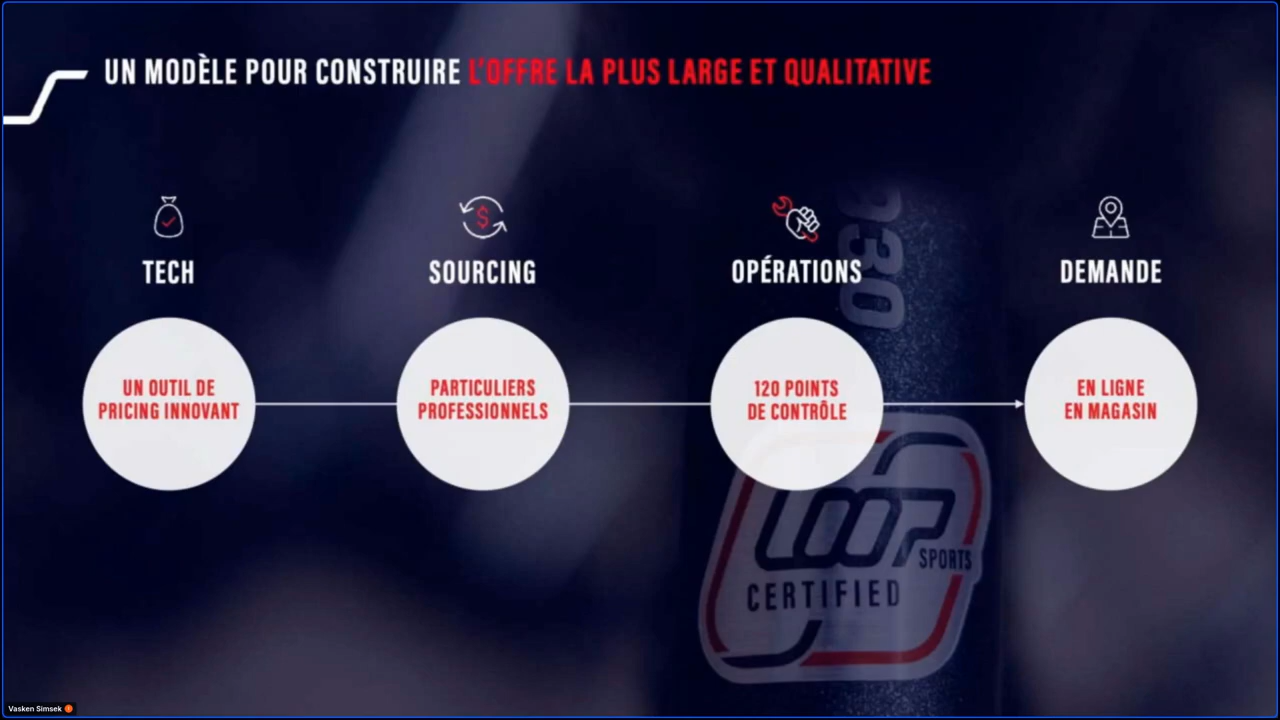 UN MODÈLE POUR CONSTRUIRE L'OFFRE LA PLUS LARGE ET QUALITATIVE
TECH
SOURCING
OPÉRATIONS
DEMANDE
UN OUTIL DE
PRICING INNOVANT
PARTICULIERS
PROFESSIONNELS
120 POINTS
DE CONTRÔLE
EN LIGNE
EN MAGASIN
LOOP
SPORTS
CERTIFIED
Vasken Simsek